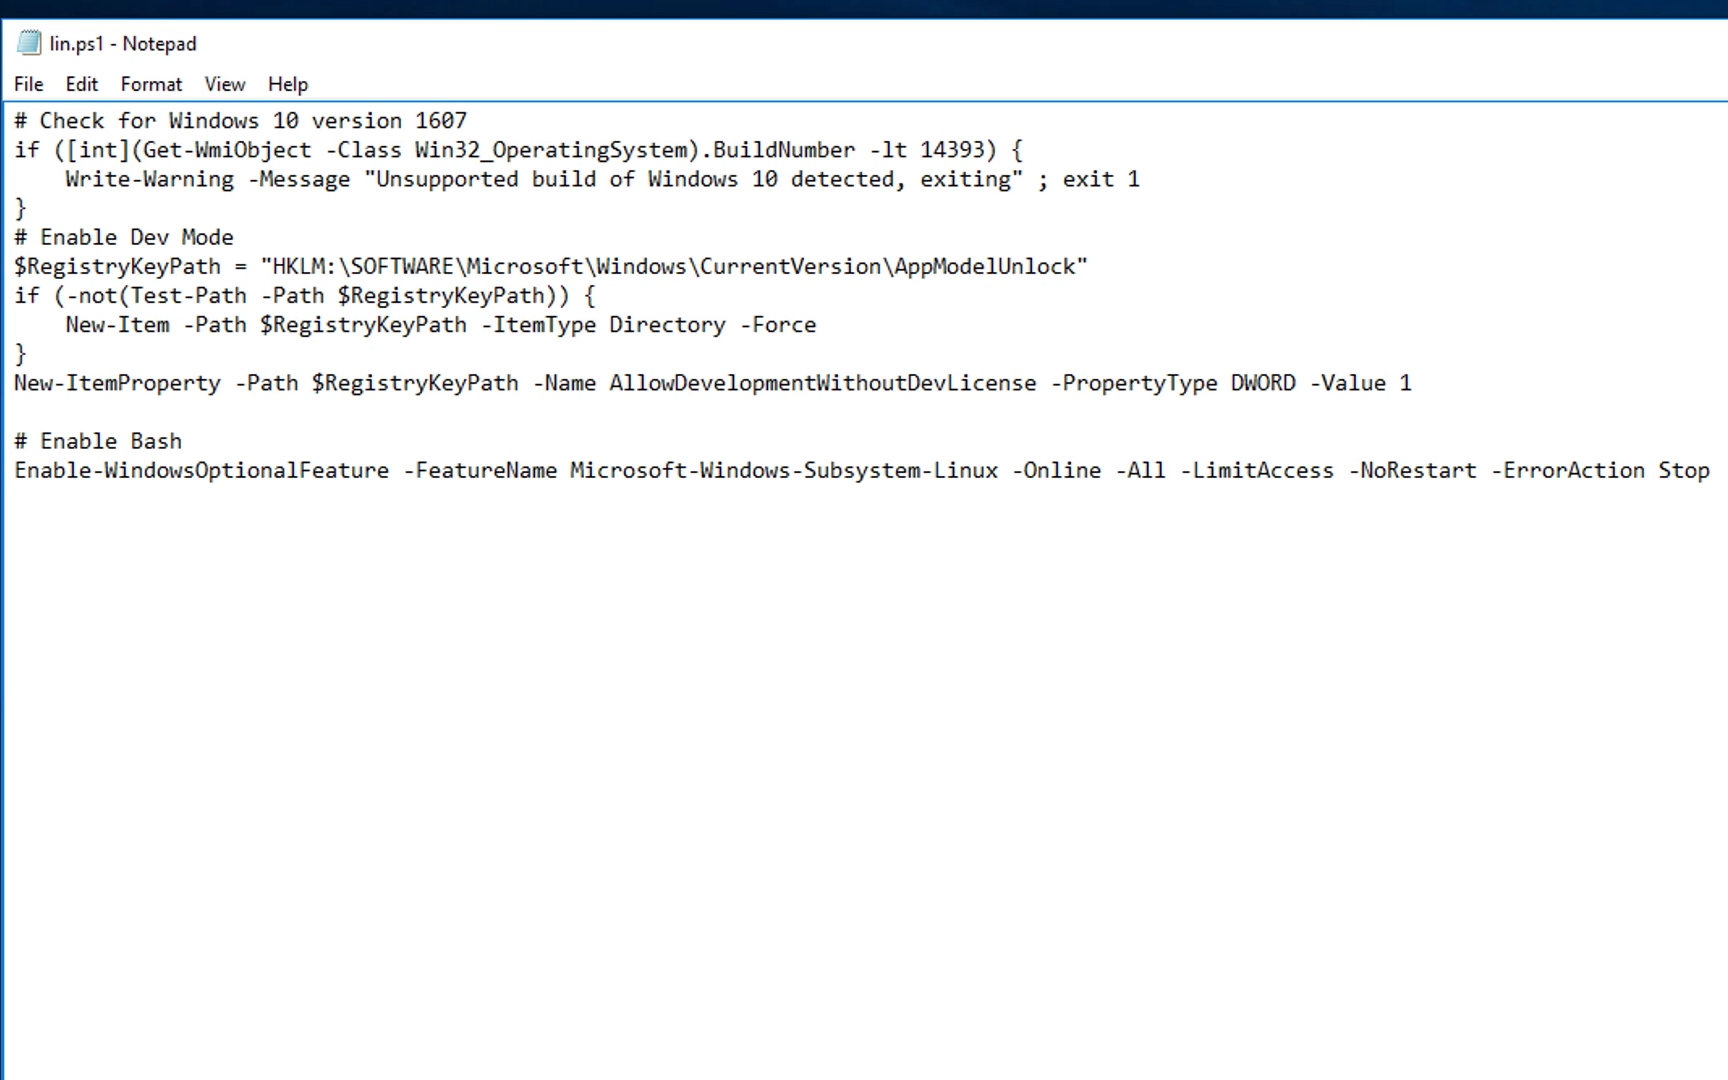 lin.ps1 - Notepad
File Edit Format View Help
# Check for Windows 10 version 1607
if ([int](Get-WmiObject -Class Win32_OperatingSystem).BuildNumber -lt 14393) {
    Write-Warning -Message "Unsupported build of Windows 10 detected, exiting" ; exit 1
}
# Enable Dev Mode
$RegistryKeyPath = "HKLM:\SOFTWARE\Microsoft\Windows\CurrentVersion\AppModelUnlock"
if (-not(Test-Path -Path $RegistryKeyPath)) {
    New-Item -Path $RegistryKeyPath -ItemType Directory -Force
}
New-ItemProperty -Path $RegistryKeyPath -Name AllowDevelopmentWithoutDevLicense -PropertyType DWORD -Value 1
# Enable Bash
Enable-WindowsOptionalFeature -FeatureName Microsoft-Windows-Subsystem-Linux -Online -All -LimitAccess -NoRestart -ErrorAction Stop